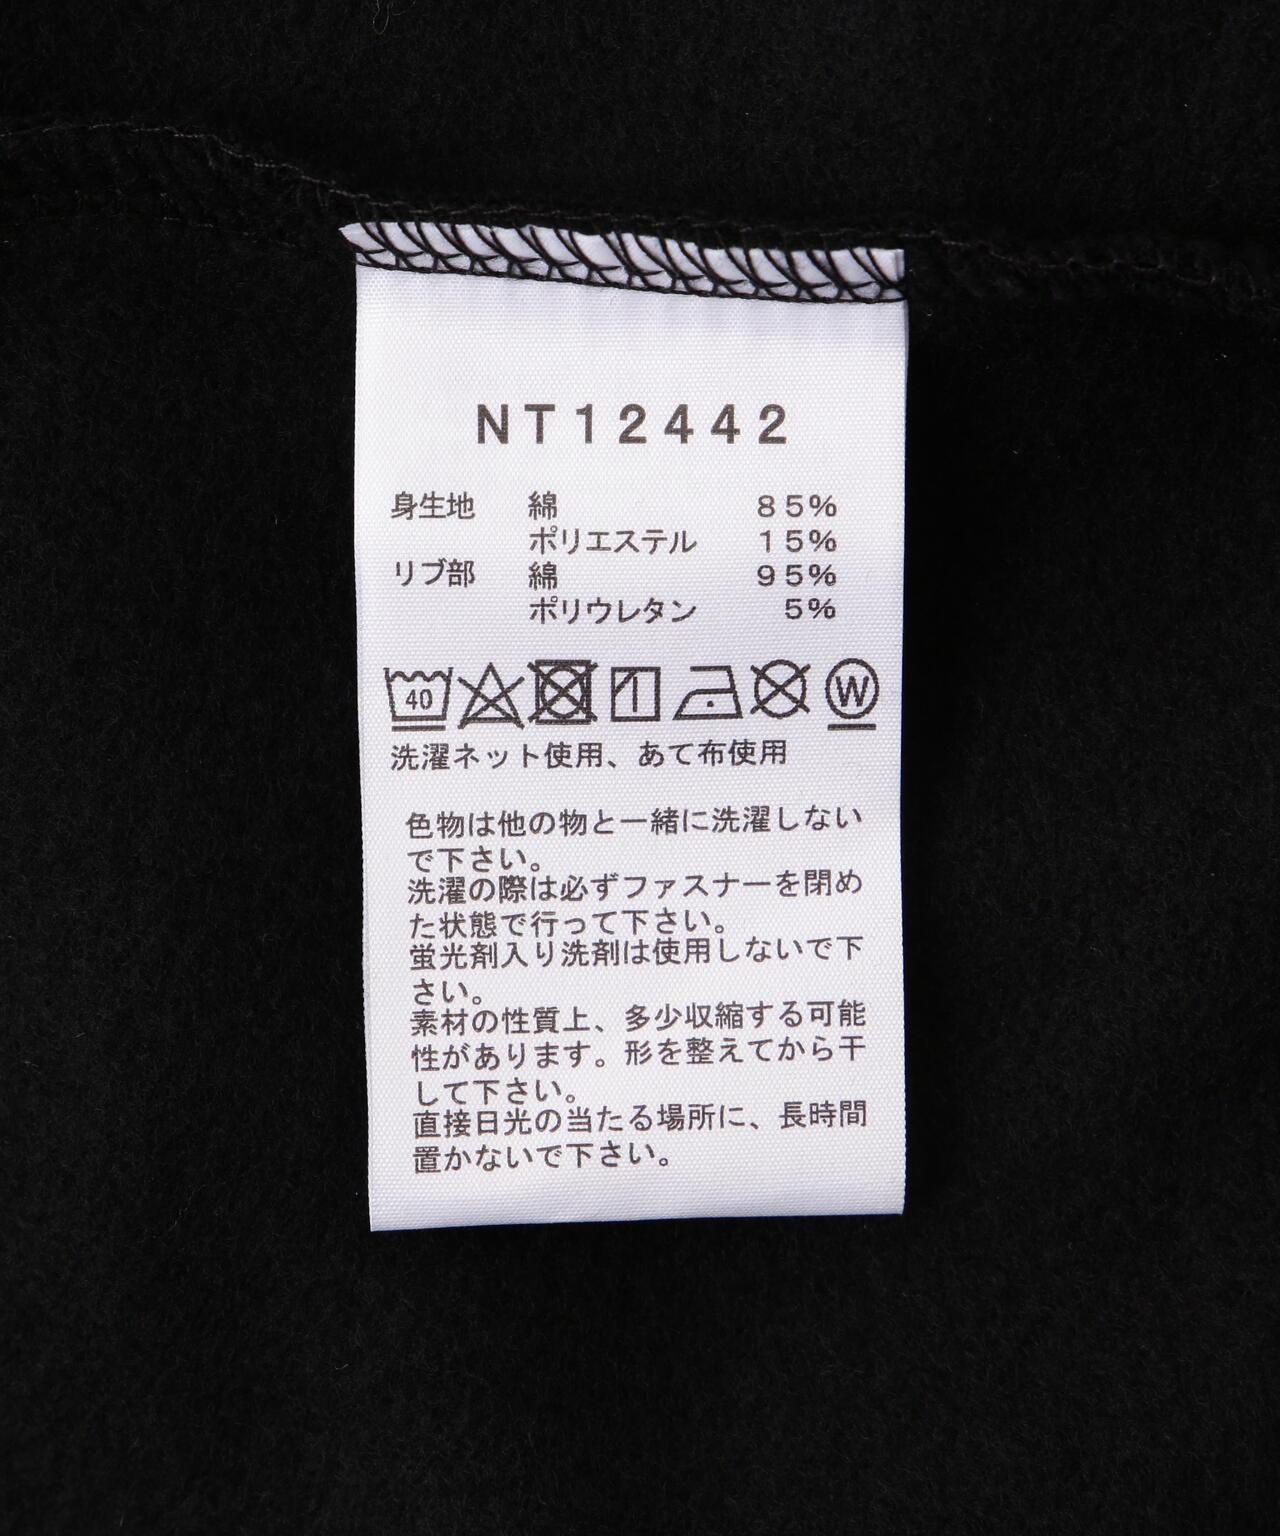 NT12442
身生地 綿 85%
ポリエステル 15%
リブ部 綿 95%
ポリウレタン 5%
40 W
洗濯ネット使用、あて布使用
色物は他の物と一緒に洗濯しない
で下さい。
洗濯の際は必ずファスナーを閉め
た状態で行って下さい。
蛍光剤入り洗剤は使用しないで下
さい。
素材の性質上、多少収縮する可能
性があります。形を整えてから干
して下さい。
直接日光の当たる場所に、長時間
置かないで下さい。